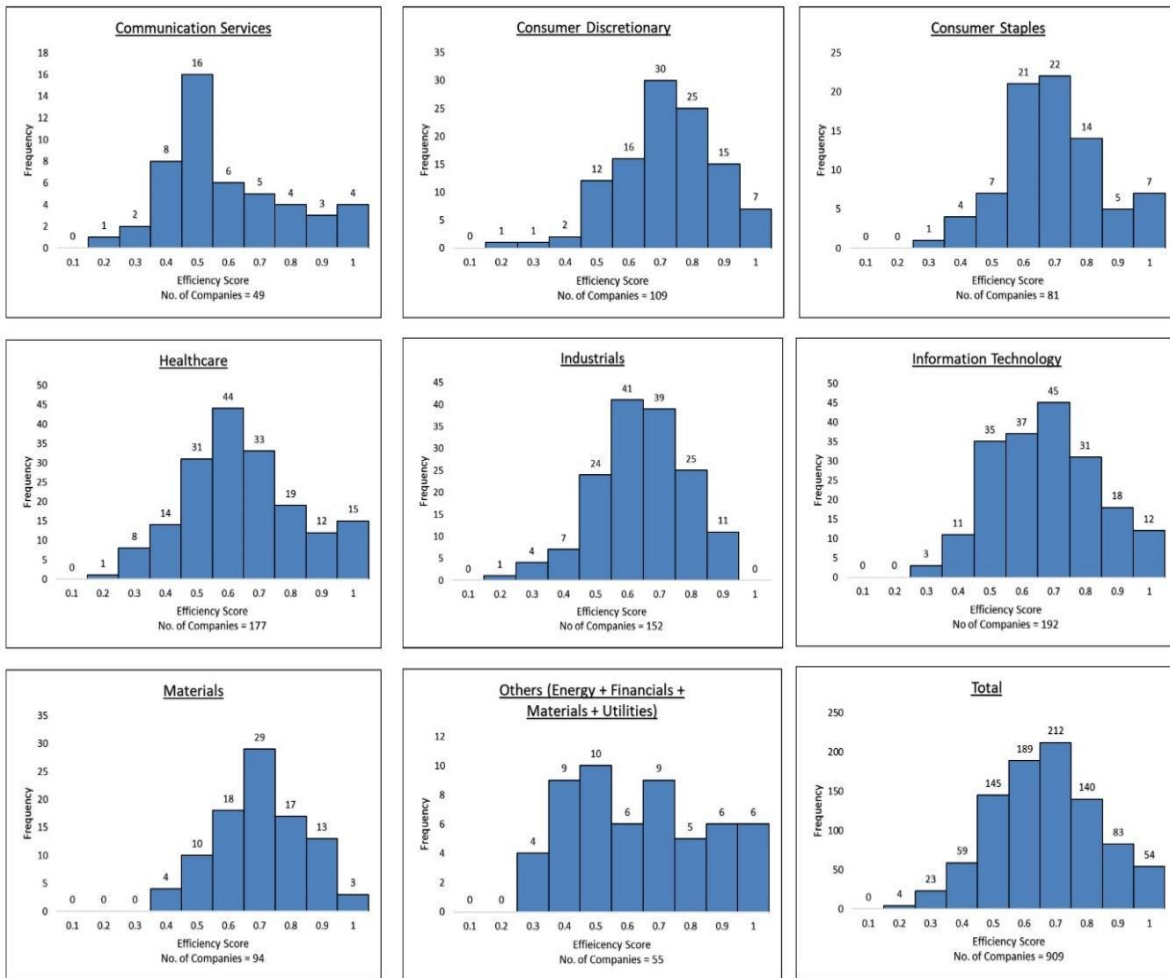 Communication Services
18
16
14
12
10
8
6
4
2
0
Frequency
0 1 2 8 16 6 5 4 3 4
0.1 0.2 0.3 0.4 0.5 0.6 0.7 0.8 0.9 1
Efficiency Score
No. of Companies = 49
Consumer Discretionary
35
30
25
20
15
10
5
0
Frequency
0 1 1 2 12 16 30 25 15 7
0.1 0.2 0.3 0.4 0.5 0.6 0.7 0.8 0.9 1
Efficiency Score
No. of Companies = 109
Consumer Staples
25
20
15
10
5
0
Frequency
0 0 1 4 7 21 22 14 5 7
0.1 0.2 0.3 0.4 0.5 0.6 0.7 0.8 0.9 1
Efficiency Score
No. of Companies = 81
Healthcare
50
45
40
35
30
25
20
15
10
5
0
Frequency
0 1 8 14 31 44 33 19 12 15
0.1 0.2 0.3 0.4 0.5 0.6 0.7 0.8 0.9 1
Efficiency Score
No. of Companies = 177
Industrials
45
40
35
30
25
20
15
10
5
0
Frequency
0 1 4 7 24 41 39 25 11 0
0.1 0.2 0.3 0.4 0.5 0.6 0.7 0.8 0.9 1
Efficiency Score
No of Companies = 152
Information Technology
50
45
40
35
30
25
20
15
10
5
0
Frequency
0 0 3 11 35 37 45 31 18 12
0.1 0.2 0.3 0.4 0.5 0.6 0.7 0.8 0.9 1
Efficiency Score
No of Companies = 192
Materials
35
30
25
20
15
10
5
0
Frequency
0 0 0 4 10 18 29 17 13 3
0.1 0.2 0.3 0.4 0.5 0.6 0.7 0.8 0.9 1
Efficiency Score
No. of Companies = 94
Others (Energy + Financials +
Materials + Utilities)
12
10
8
6
4
2
0
Frequency
0 0 4 9 10 6 9 5 6 6
0.1 0.2 0.3 0.4 0.5 0.6 0.7 0.8 0.9 1
Effieicency Score
No. of Companies = 55
Total
250
200
150
100
50
0
Frequency
0 4 23 59 145 189 212 140 83 54
0.1 0.2 0.3 0.4 0.5 0.6 0.7 0.8 0.9 1
Efficiency Score
No. of Companies = 909